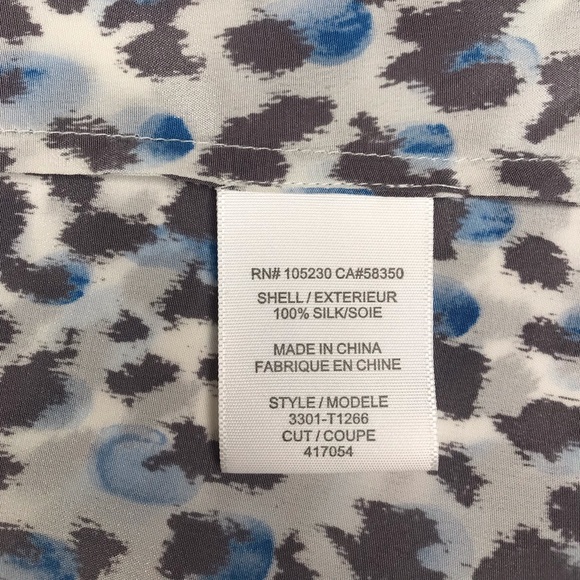 RN# 105230 CA#58350
SHELL / EXTERIEUR
100% SILK/SOIE
MADE IN CHINA
FABRIQUE EN CHINE
STYLE / MODELE
3301-T1266
CUT / COUPE
417054